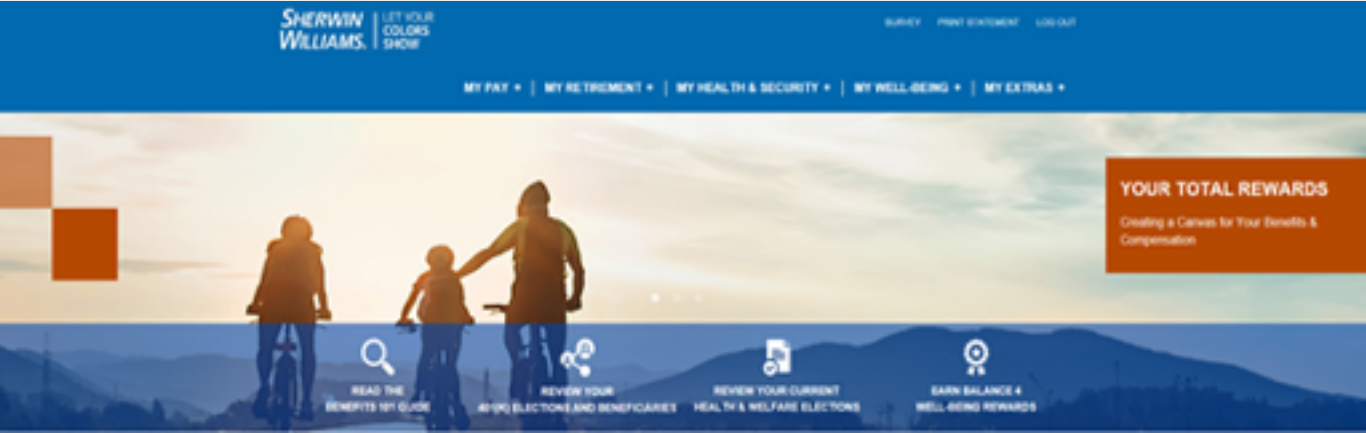 SHERWIN
WILLIAMS.
LET YOUR
COLORS
SHOW
SURVEY PRINT STATEMENT LOG OUT
MY PAY + | MY RETIREMENT + | MY HEALTH & SECURITY + | MY WELL-BEING + | MY EXTRAS +
YOUR TOTAL REWARDS
Creating a Canvas for Your Benefits &
Compensation
READ THE
BENEFITS 101 GUIDE
REVIEW YOUR
401(K) ELECTIONS AND BENEFICIARIES
REVIEW YOUR CURRENT
HEALTH & WELFARE ELECTIONS
EARN BALANCE 4
WELL-BEING REWARDS